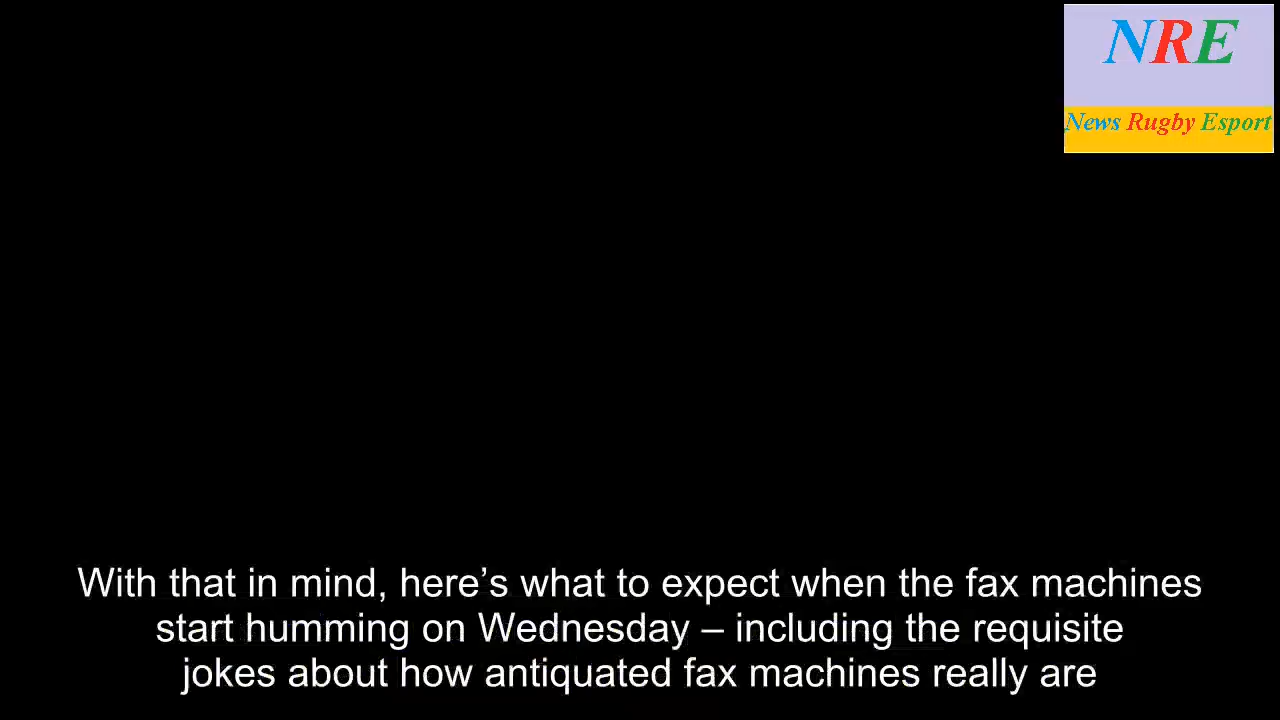 NRE
News Rugby Esport
With that in mind, here’s what to expect when the fax machines
start humming on Wednesday – including the requisite
jokes about how antiquated fax machines really are